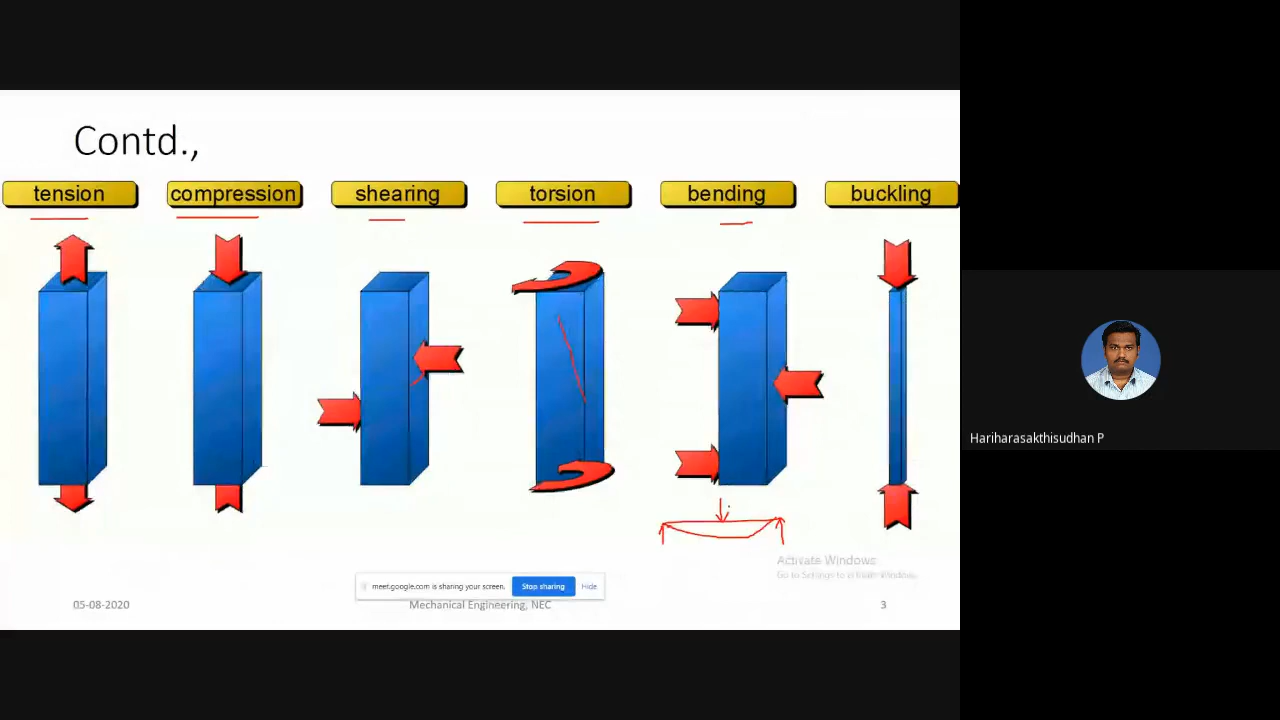 Contd.,
tension compression shearing torsion bending buckling
Activate Windows
Go to Settings to activate Windows.
meet.google.com is sharing your screen. Stop sharing Hide
05-08-2020 Mechanical Engineering, NEC 3
Hariharasakthisudhan P